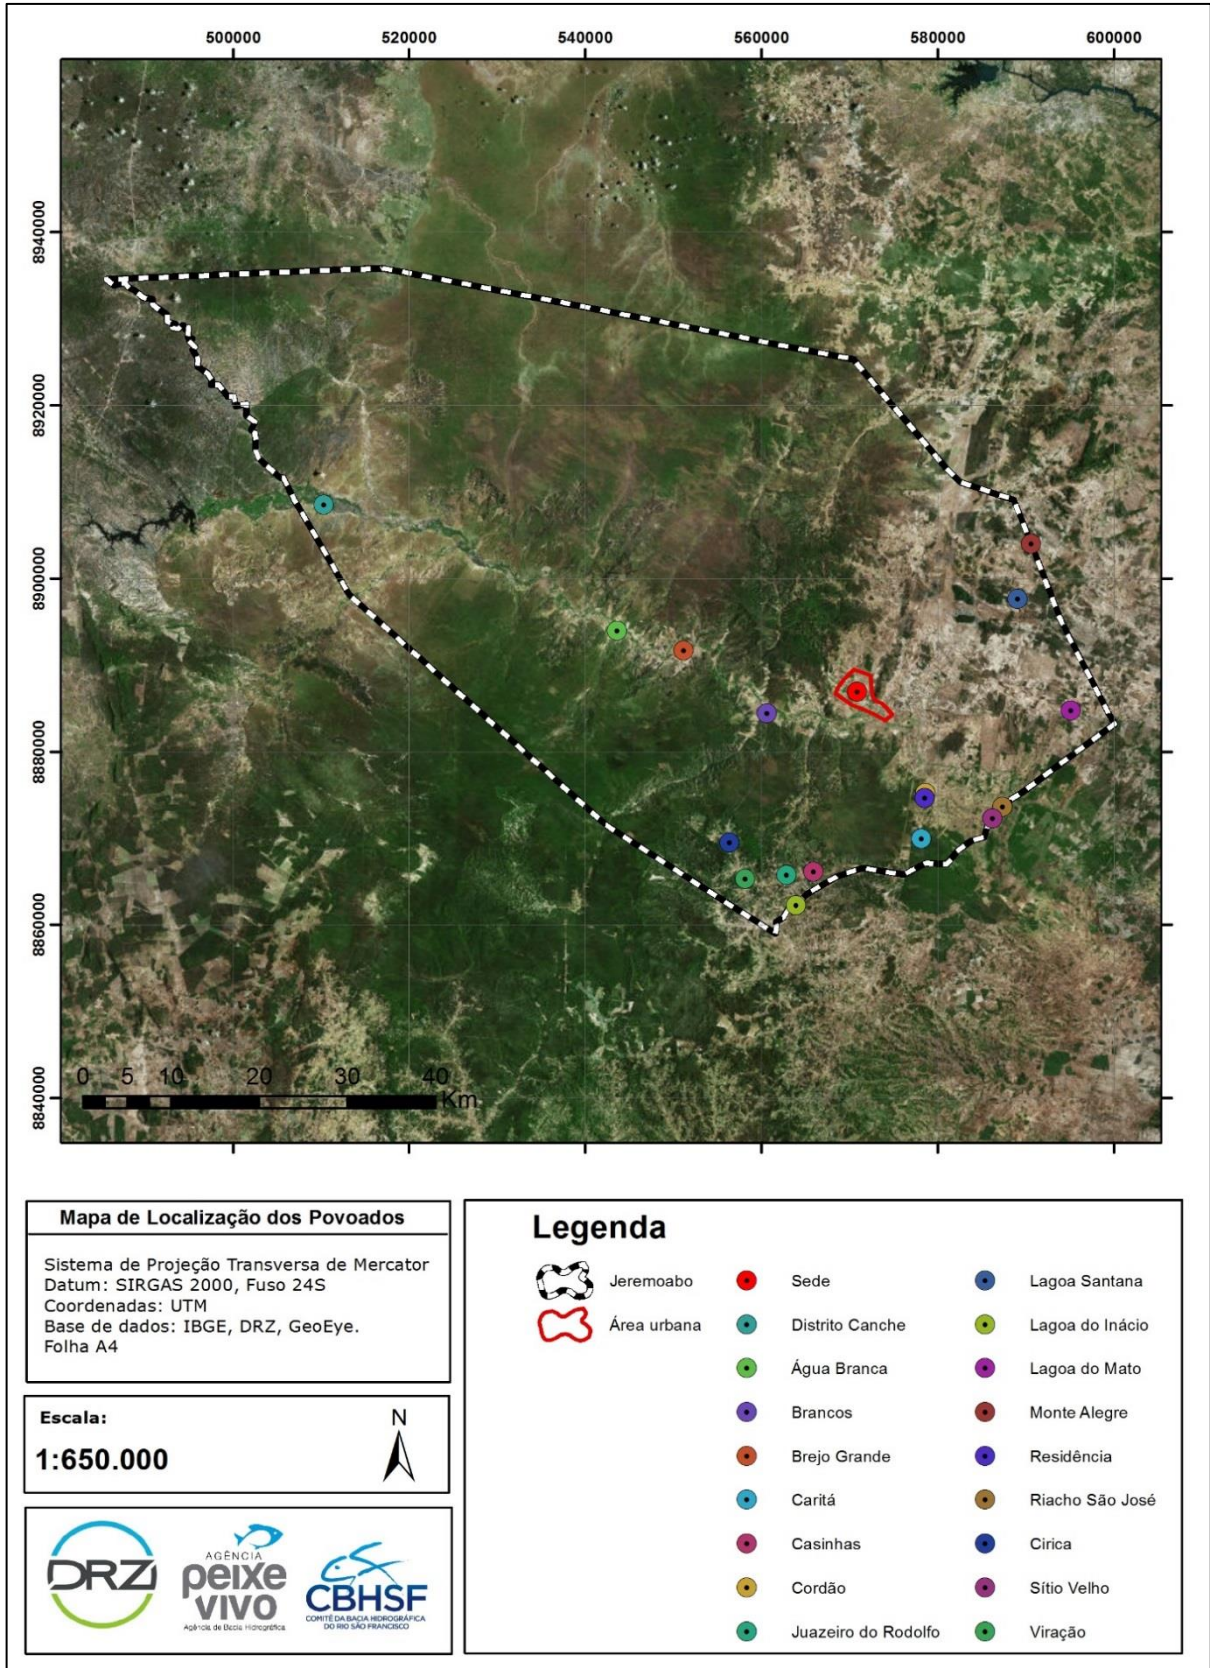 500000 520000 540000 560000 580000 600000
8940000
8920000
8900000
8880000
8860000
8840000
0 5 10 20 30 40
Km
Mapa de Localização dos Povoados
Sistema de Projeção Transversa de Mercator
Datum: SIRGAS 2000, Fuso 24S
Coordenadas: UTM
Base de dados: IBGE, DRZ, GeoEye.
Folha A4
Escala:
1:650.000
N
DRZ
AGÊNCIA
peixe
vivo
Agência de Bacia Hidrográfica
CBHSF
COMITÊ DA BACIA HIDROGRÁFICA
DO RIO SÃO FRANCISCO
Legenda
Jeremoabo
Área urbana
Sede
Distrito Canche
Água Branca
Brancos
Brejo Grande
Caritá
Casinhas
Cordão
Juazeiro do Rodolfo
Lagoa Santana
Lagoa do Inácio
Lagoa do Mato
Monte Alegre
Residência
Riacho São José
Cirica
Sítio Velho
Viração